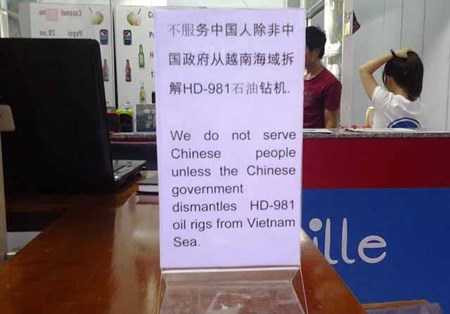 不服务中国人除非中
国政府从越南海域拆
解HD-981石油钻机.
We do not serve
Chinese people
unless the Chinese
government
dismantles HD-981
oil rigs from Vietnam
Sea.
ille